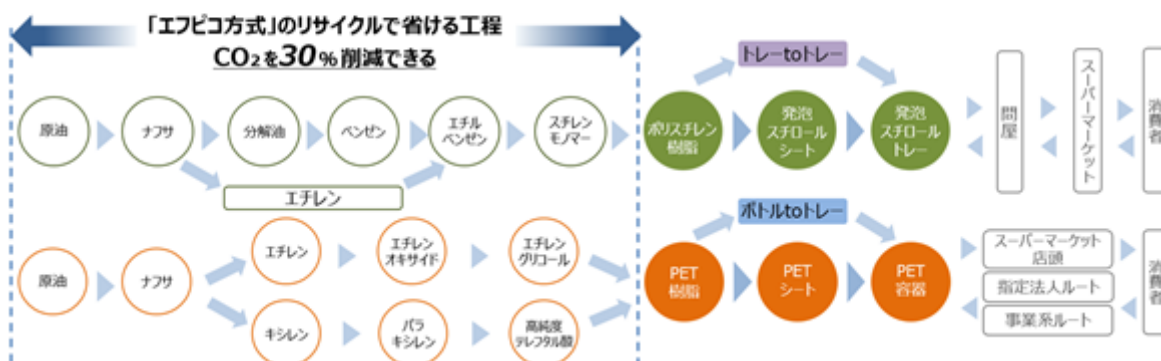 「エフピコ方式」のリサイクルで省ける工程
CO₂を30%削減できる
トレーtoトレー
原油
ナフサ
分解油
ベンゼン
エチル
ベンゼン
スチレン
モノマー
ポリスチレン
樹脂
発泡
スチロール
シート
発泡
スチロール
トレー
問屋
スーパーマーケット
消費者
エチレン
ボトルtoトレー
原油
ナフサ
エチレン
エチレン
オキサイド
エチレン
グリコール
キシレン
パラ
キシレン
高純度
テレフタル酸
PET
樹脂
PET
シート
PET
容器
スーパーマーケット
店頭
指定法人ルート
事業系ルート
消費者